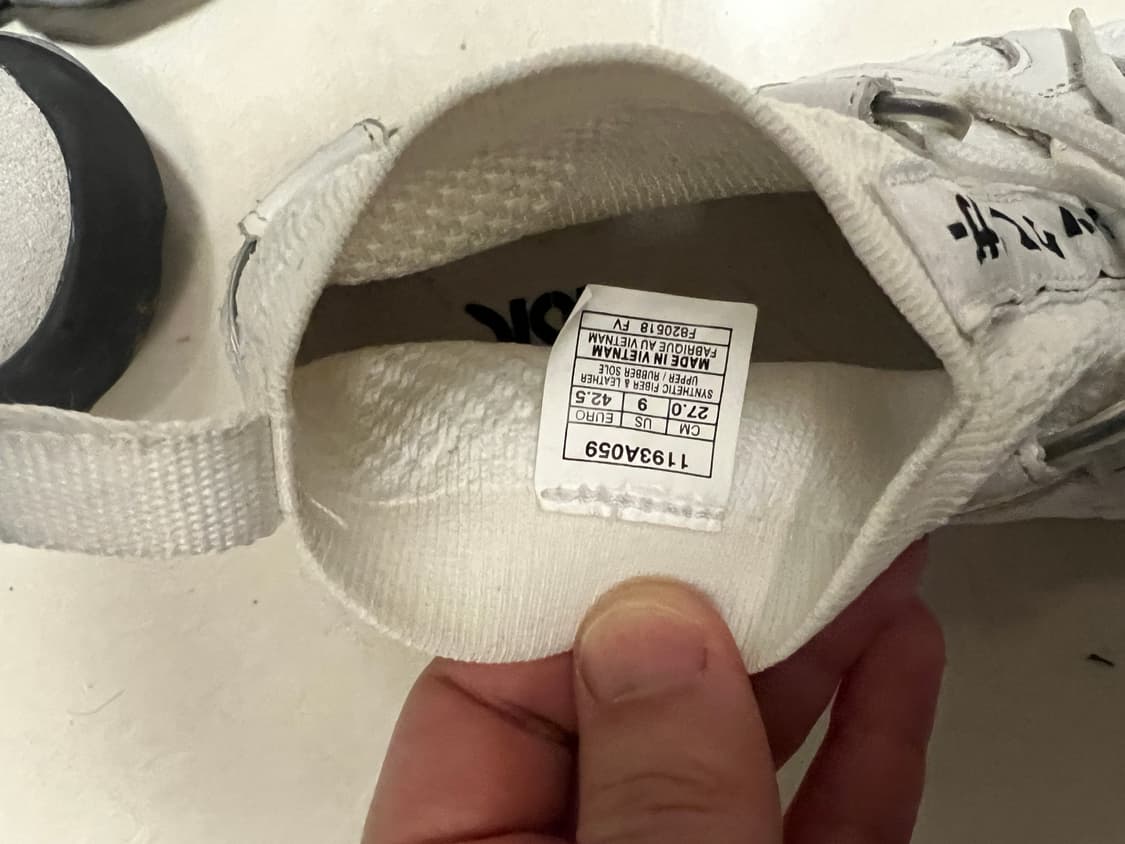 1193A059
CM US EURO
27.0 9 42.5
SYNTHETIC FIBER & LEATHER
UPPER / RUBBER SOLE
MADE IN VIETNAM
FABRIQUE AU VIETNAM
F820518 FV